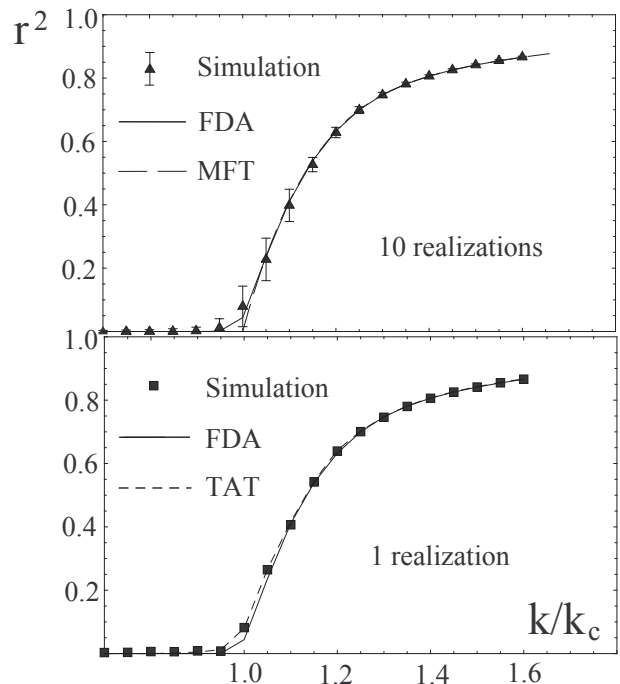 r²
1.0
Simulation
0.8
FDA
0.6
MFT
0.4
10 realizations
0.2
1.0
Simulation
0.8
FDA
0.6
TAT
0.4
1 realization
0.2
k/k_c
1.0 1.2 1.4 1.6